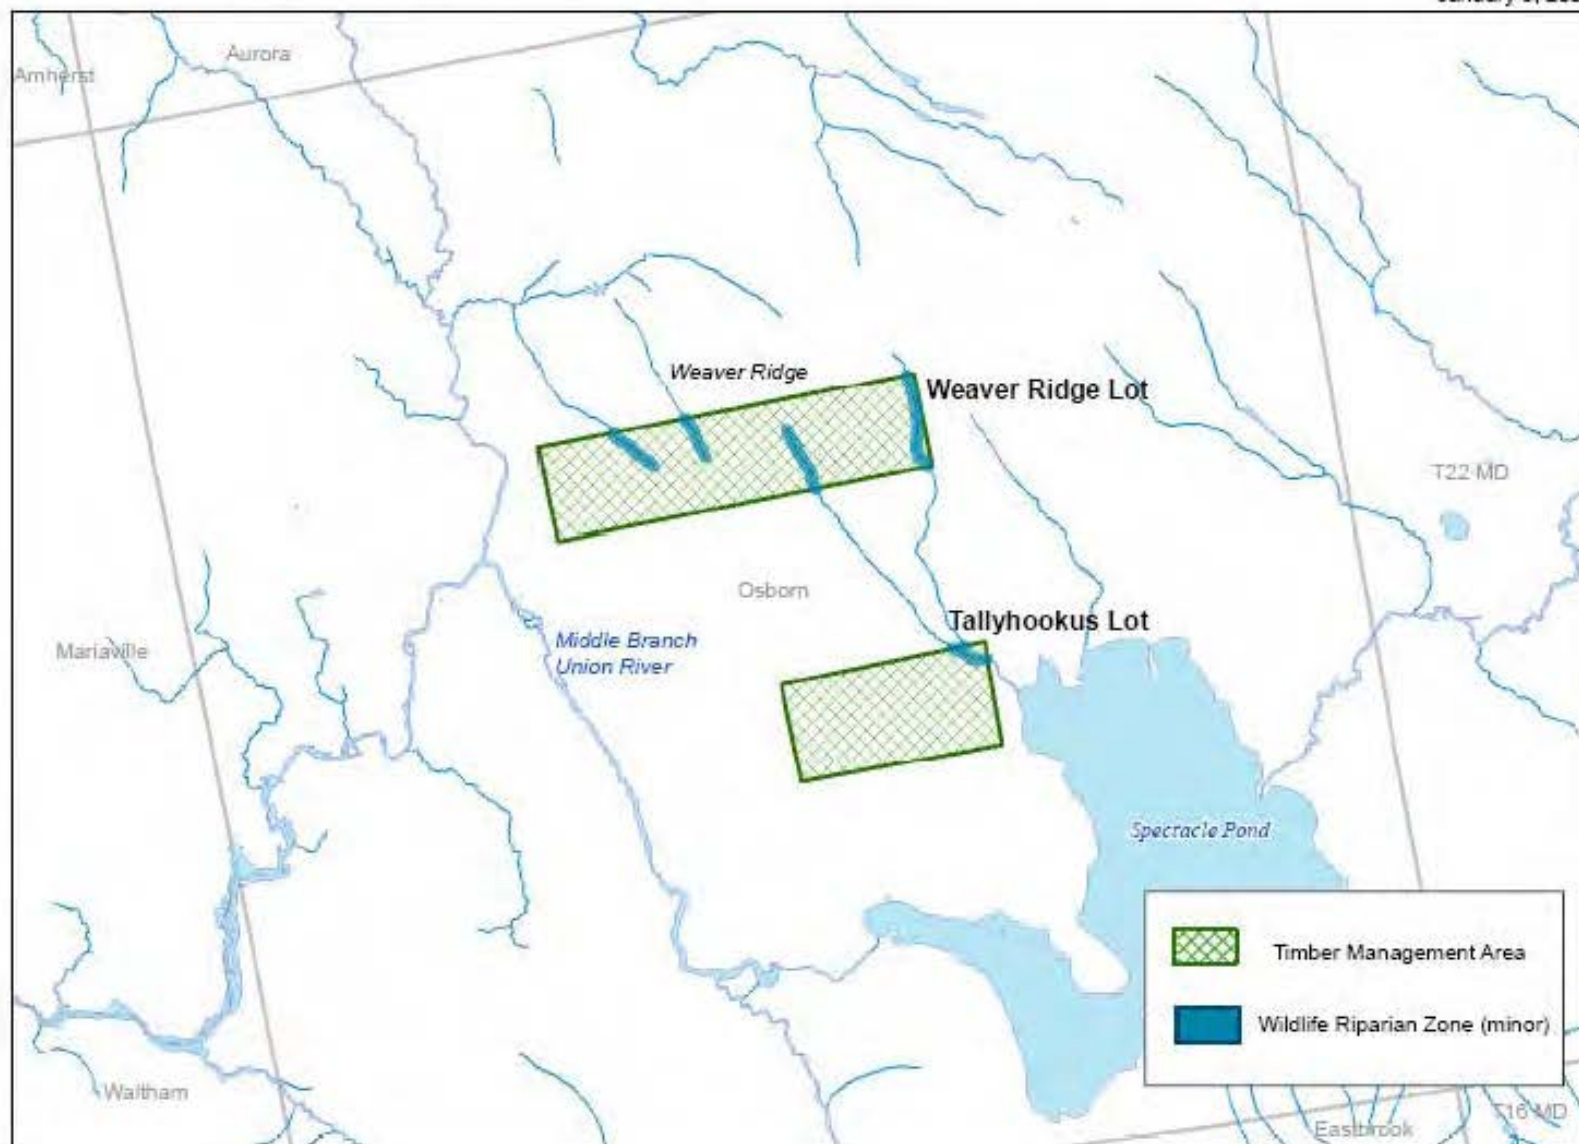 Aurora
Amherst
Weaver Ridge
Weaver Ridge Lot
T22 MD
Osborn
Tallyhookus Lot
Middle Branch
Union River
Mariaville
Spectacle Pond
Timber Management Area
Wildlife Riparian Zone (minor)
Waltham
T16 MD
Eastbrook